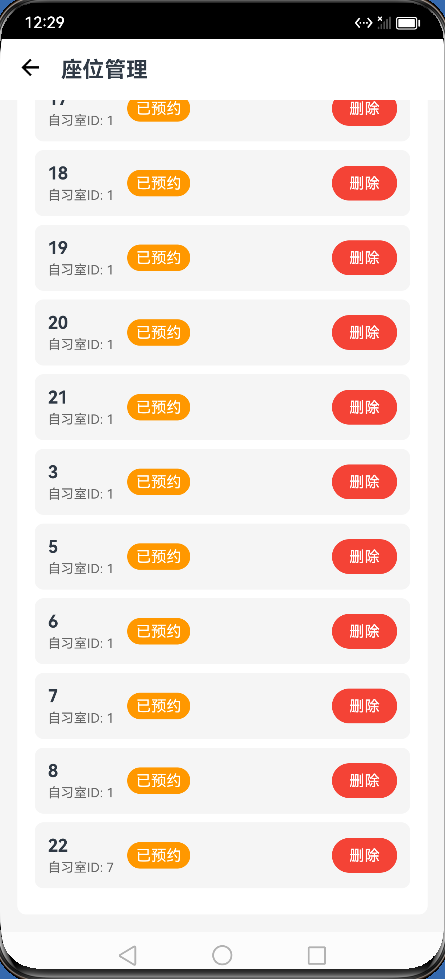 12:29
座位管理
17
自习室ID: 1
已预约
删除
18
自习室ID: 1
已预约
删除
19
自习室ID: 1
已预约
删除
20
自习室ID: 1
已预约
删除
21
自习室ID: 1
已预约
删除
3
自习室ID: 1
已预约
删除
5
自习室ID: 1
已预约
删除
6
自习室ID: 1
已预约
删除
7
自习室ID: 1
已预约
删除
8
自习室ID: 1
已预约
删除
22
自习室ID: 7
已预约
删除